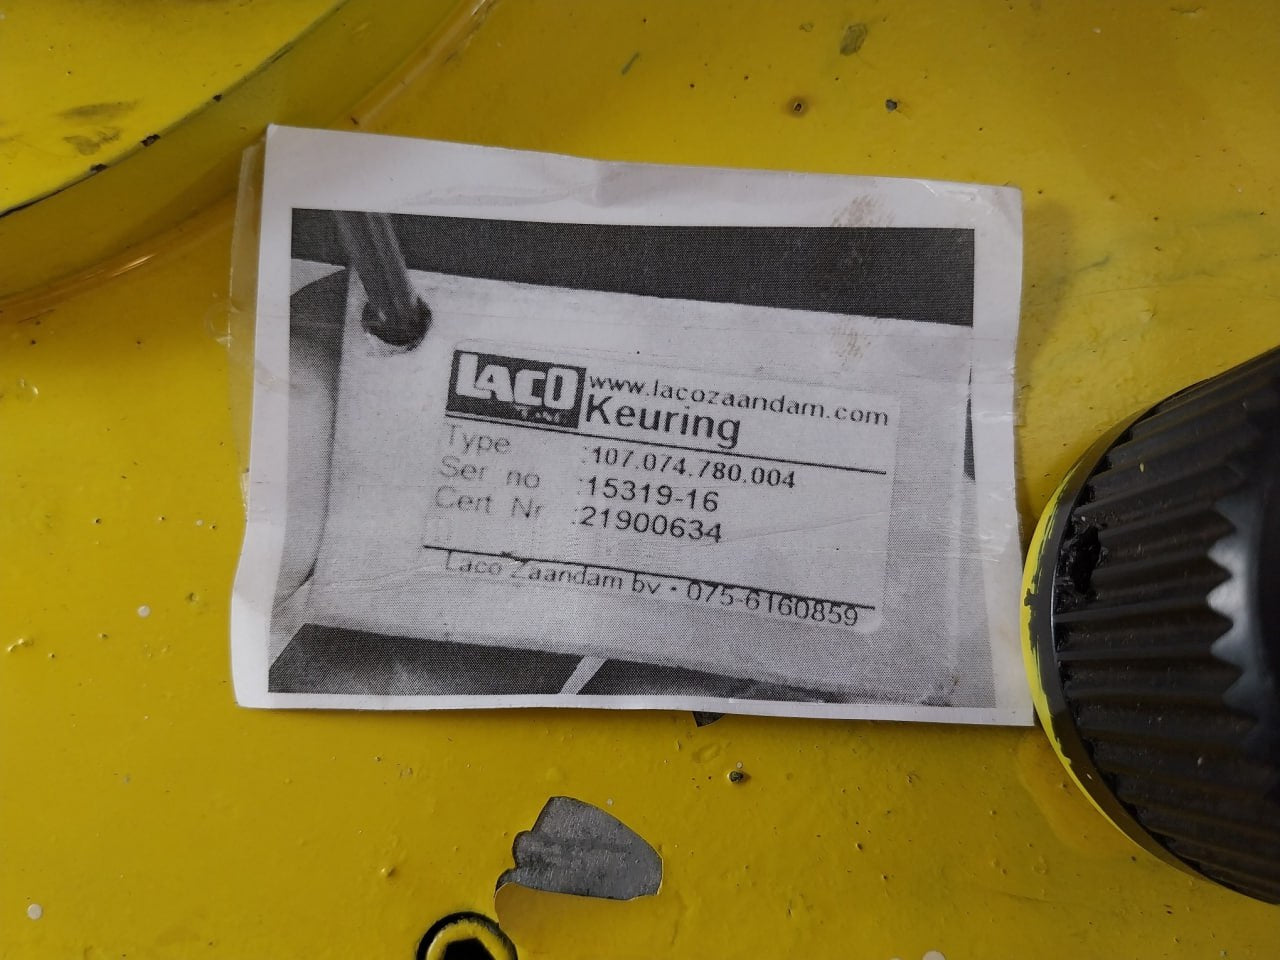 LACO
www.lacozaandam.com
Keuring
Type :107.074.780.004
Ser no :15319-16
Cert Nr :21900634
Laco Zaandam bv • 075-6160859